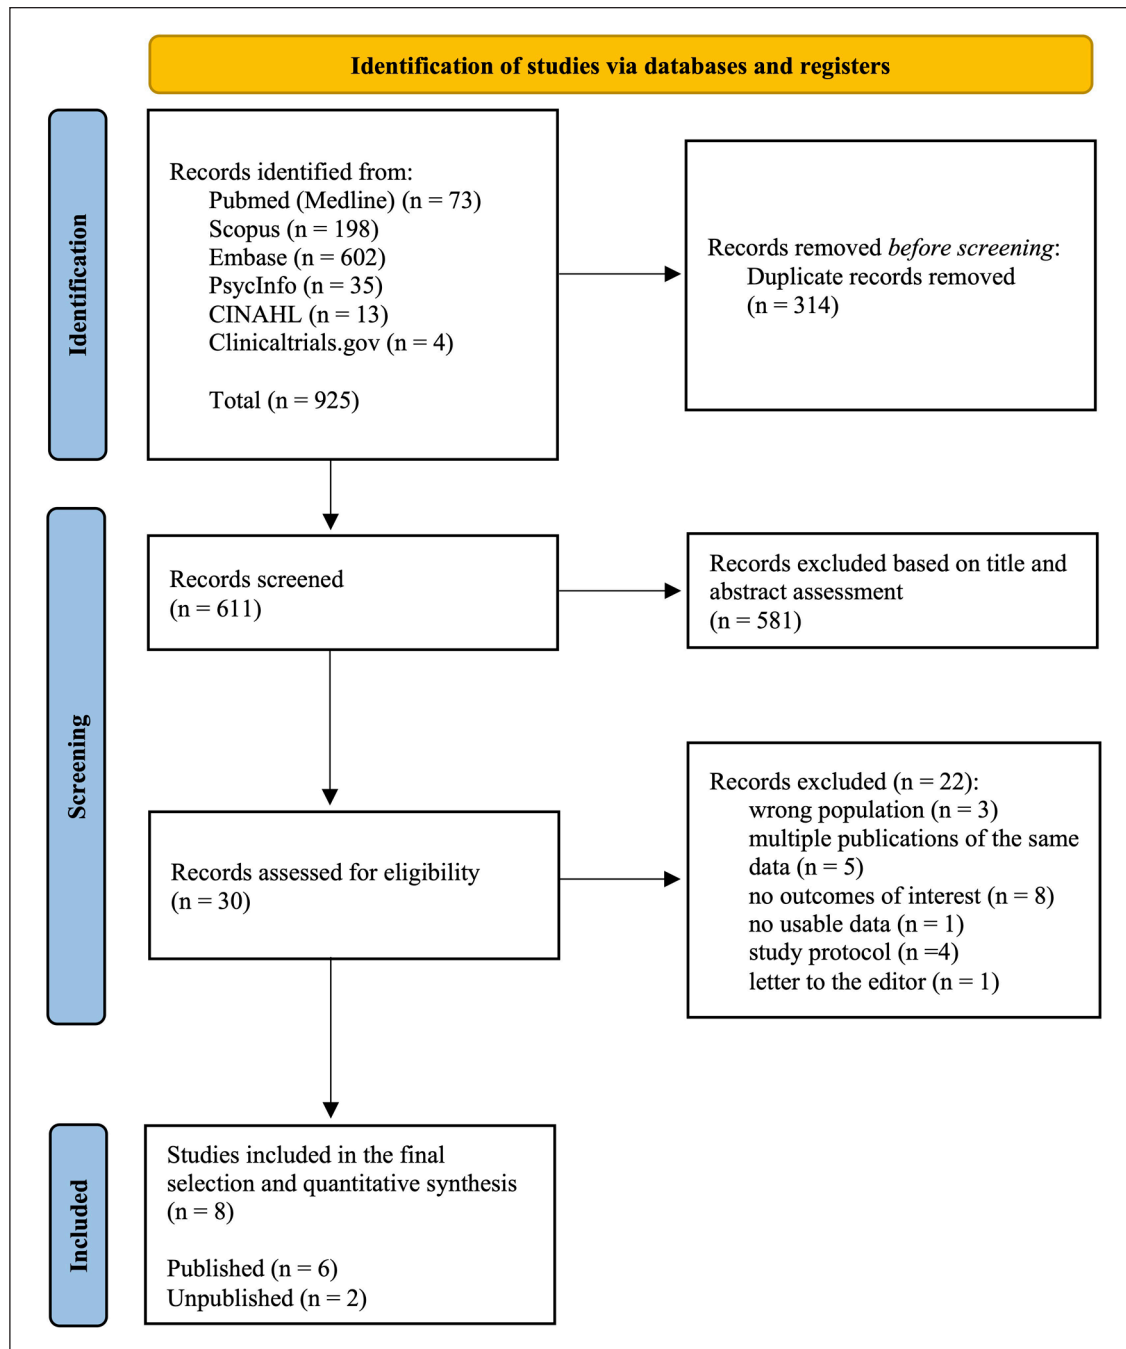 Identification of studies via databases and registers
Identification
Records identified from:
Pubmed (Medline) (n = 73)
Scopus (n = 198)
Embase (n = 602)
PsycInfo (n = 35)
CINAHL (n = 13)
Clinicaltrials.gov (n = 4)
Total (n = 925)
Records removed before screening:
Duplicate records removed
(n = 314)
Screening
Records screened
(n = 611)
Records excluded based on title and
abstract assessment
(n = 581)
Records assessed for eligibility
(n = 30)
Records excluded (n = 22):
wrong population (n = 3)
multiple publications of the same
data (n = 5)
no outcomes of interest (n = 8)
no usable data (n = 1)
study protocol (n =4)
letter to the editor (n = 1)
Included
Studies included in the final
selection and quantitative synthesis
(n = 8)
Published (n = 6)
Unpublished (n = 2)